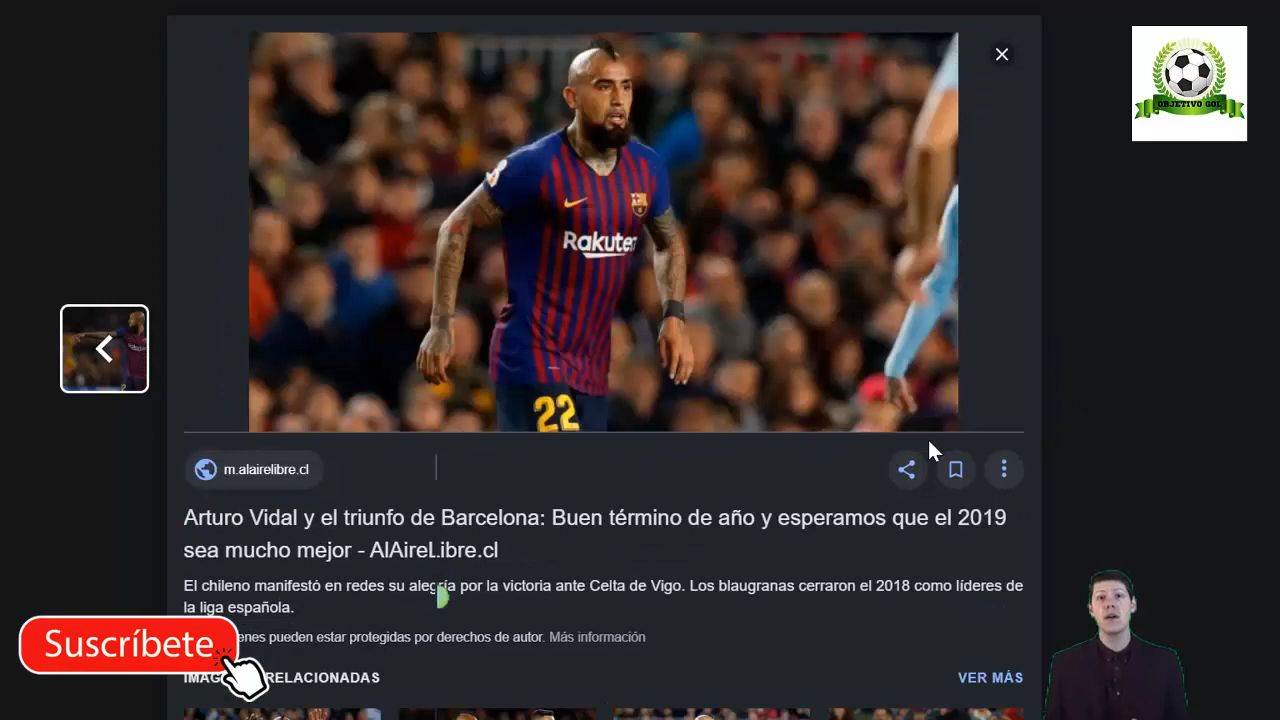 OBJETIVO GOL
Rakuten
22
m.alairelibre.cl
Arturo Vidal y el triunfo de Barcelona: Buen término de año y esperamos que el 2019
sea mucho mejor - AlAireLibre.cl
El chileno manifestó en redes su alegría por la victoria ante Celta de Vigo. Los blaugranas cerraron el 2018 como líderes de
la liga española.
Suscríbete
enes pueden estar protegidas por derechos de autor. Más información
RELACIONADAS
VER MÁS